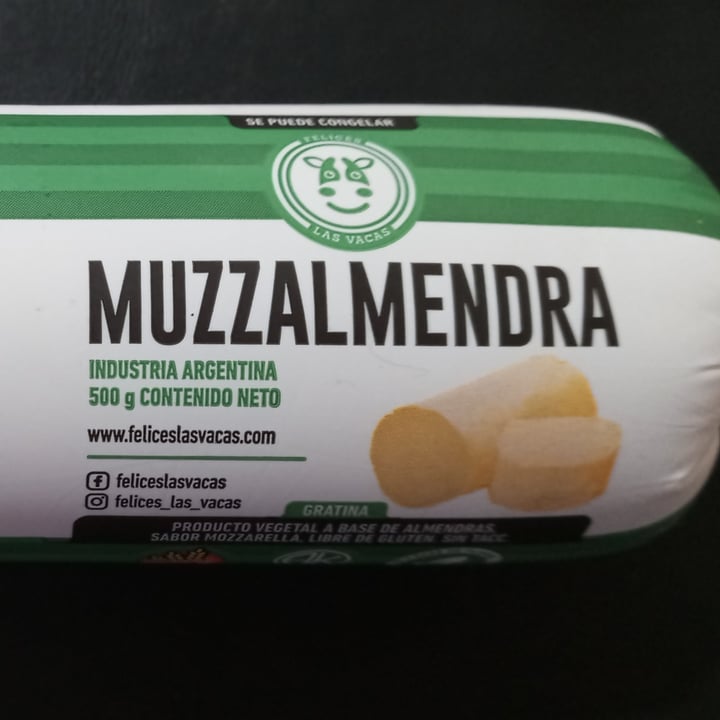 SE PUEDE CONGELAR
FELICES
LAS VACAS
MUZZALMENDRA
INDUSTRIA ARGENTINA
500 g CONTENIDO NETO
www.feliceslasvacas.com
feliceslasvacas
felices_las_vacas
GRATINA
PRODUCTO VEGETAL A BASE DE ALMENDRAS,
SABOR MOZZARELLA, LIBRE DE GLUTEN. SIN TACC.